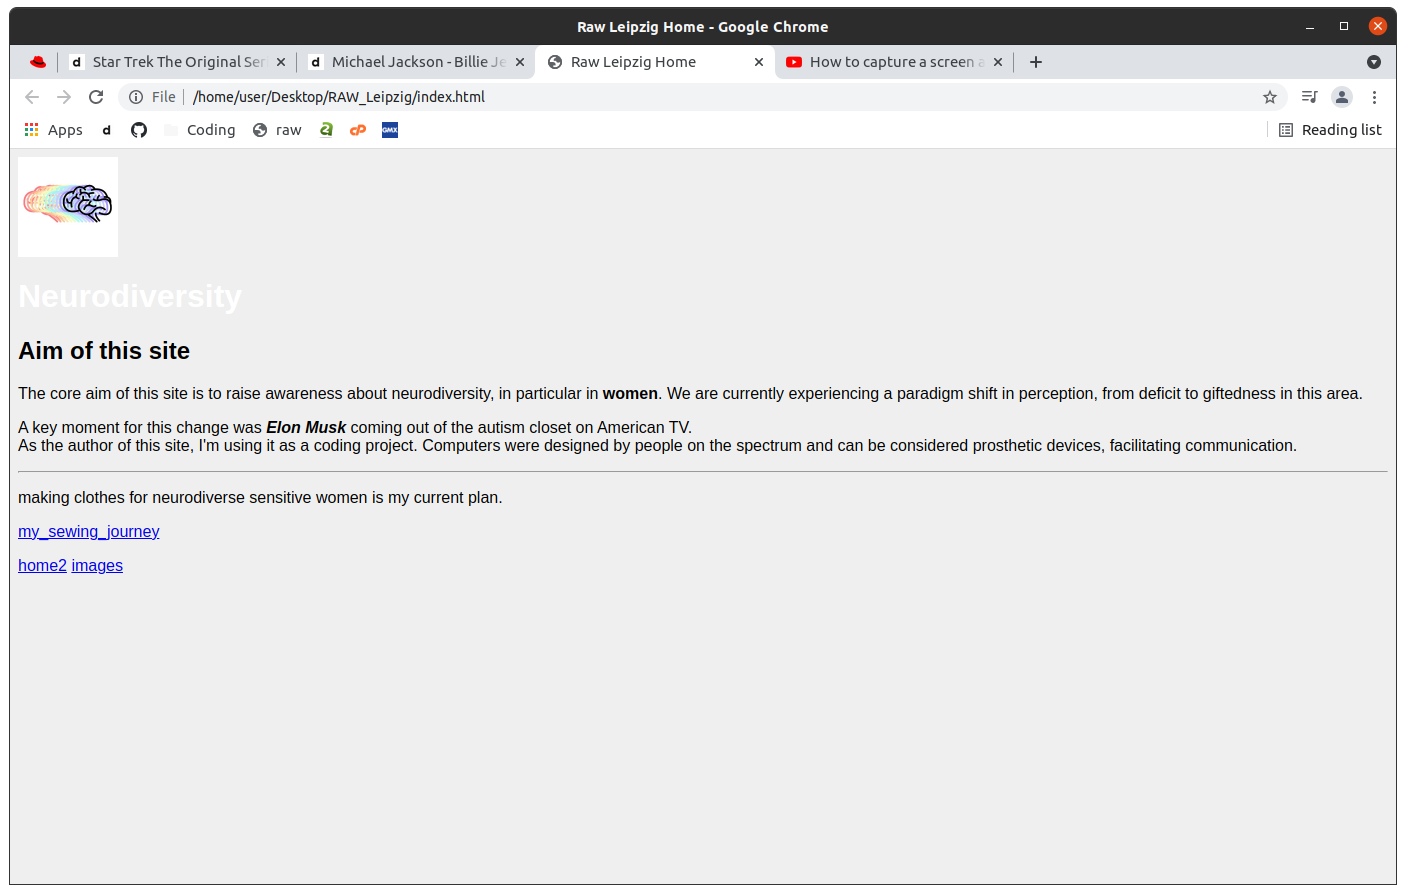 Raw Leipzig Home - Google Chrome
d Star Trek The Original Ser d Michael Jackson - Billie Je Raw Leipzig Home How to capture a screen a
File /home/user/Desktop/RAW_Leipzig/index.html
Apps d Coding raw cP GMX Reading list
Neurodiversity
Aim of this site
The core aim of this site is to raise awareness about neurodiversity, in particular in women. We are currently experiencing a paradigm shift in perception, from deficit to giftedness in this area.
A key moment for this change was Elon Musk coming out of the autism closet on American TV.
As the author of this site, I'm using it as a coding project. Computers were designed by people on the spectrum and can be considered prosthetic devices, facilitating communication.
making clothes for neurodiverse sensitive women is my current plan.
my_sewing_journey
home2 images